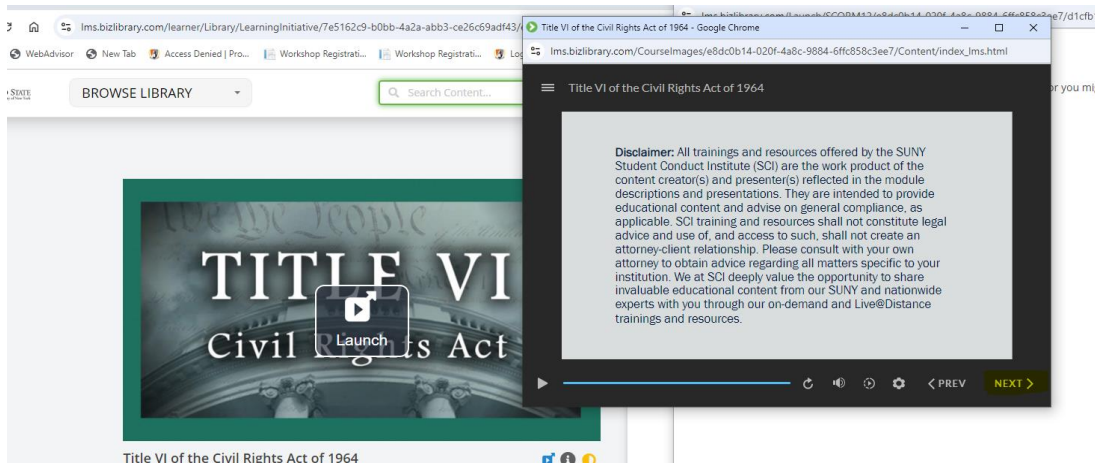 lms.bizlibrary.com/learner/Library/LearningInitiative/7e5162c9-b0bb-4a2a-abb3-ce26c69adf43/
WebAdvisor New Tab Access Denied | Pro... Workshop Registrati... Workshop Registrati...
STATE
BROWSE LIBRARY
Search Content...
We the People
TITLE VI
Launch
Civil Rights Act
Title VI of the Civil Rights Act of 1964
Title VI of the Civil Rights Act of 1964 - Google Chrome
lms.bizlibrary.com/CourseImages/e8dc0b14-020f-4a8c-9884-6ffc858c3ee7/Content/index_lms.html
Title VI of the Civil Rights Act of 1964
Disclaimer: All trainings and resources offered by the SUNY
Student Conduct Institute (SCI) are the work product of the
content creator(s) and presenter(s) reflected in the module
descriptions and presentations. They are intended to provide
educational content and advise on general compliance, as
applicable. SCI training and resources shall not constitute legal
advice and use of, and access to such, shall not create an
attorney-client relationship. Please consult with your own
attorney to obtain advice regarding all matters specific to your
institution. We at SCI deeply value the opportunity to share
invaluable educational content from our SUNY and nationwide
experts with you through our on-demand and Live@Distance
trainings and resources.
PREV NEXT
or you mi